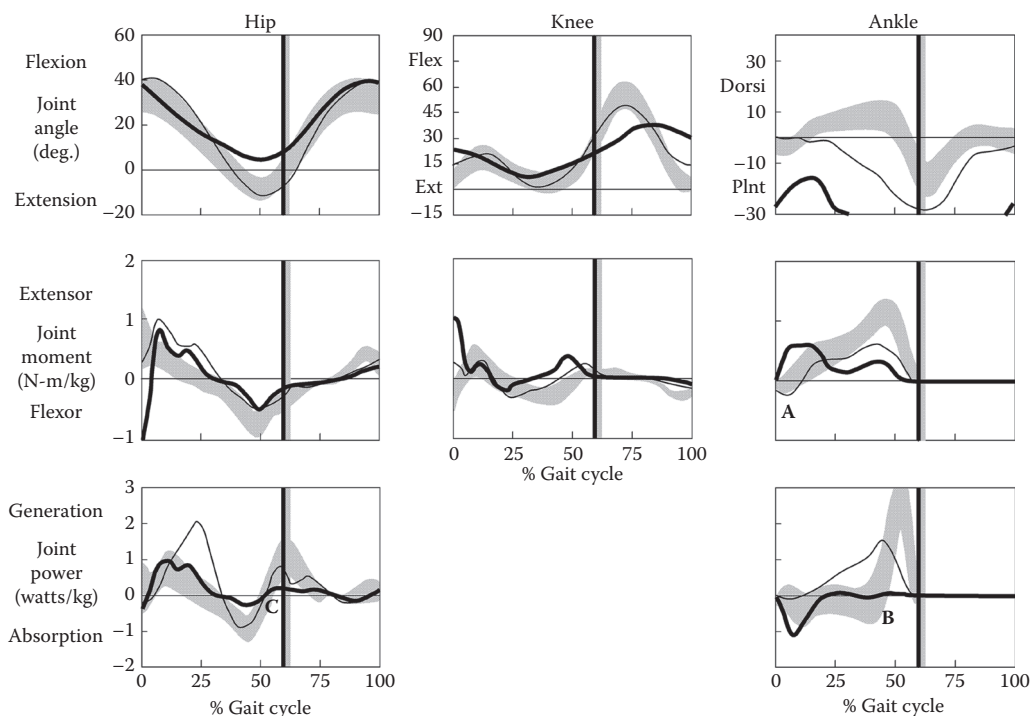 Hip Knee Ankle
60
40
20
0
−20
Flexion
Joint
angle
(deg.)
Extension
90
Flex
75
60
45
30
15
Ext
−15
30
Dorsi
10
−10
Plnt
−30
2
1
0
−1
Extensor
Joint
moment
(N-m/kg)
Flexor
0 25 50 75 100
% Gait cycle
A
3
2
1
0
−1
−2
Generation
Joint
power
(watts/kg)
Absorption
C
0 25 50 75 100
% Gait cycle
B
0 25 50 75 100
% Gait cycle